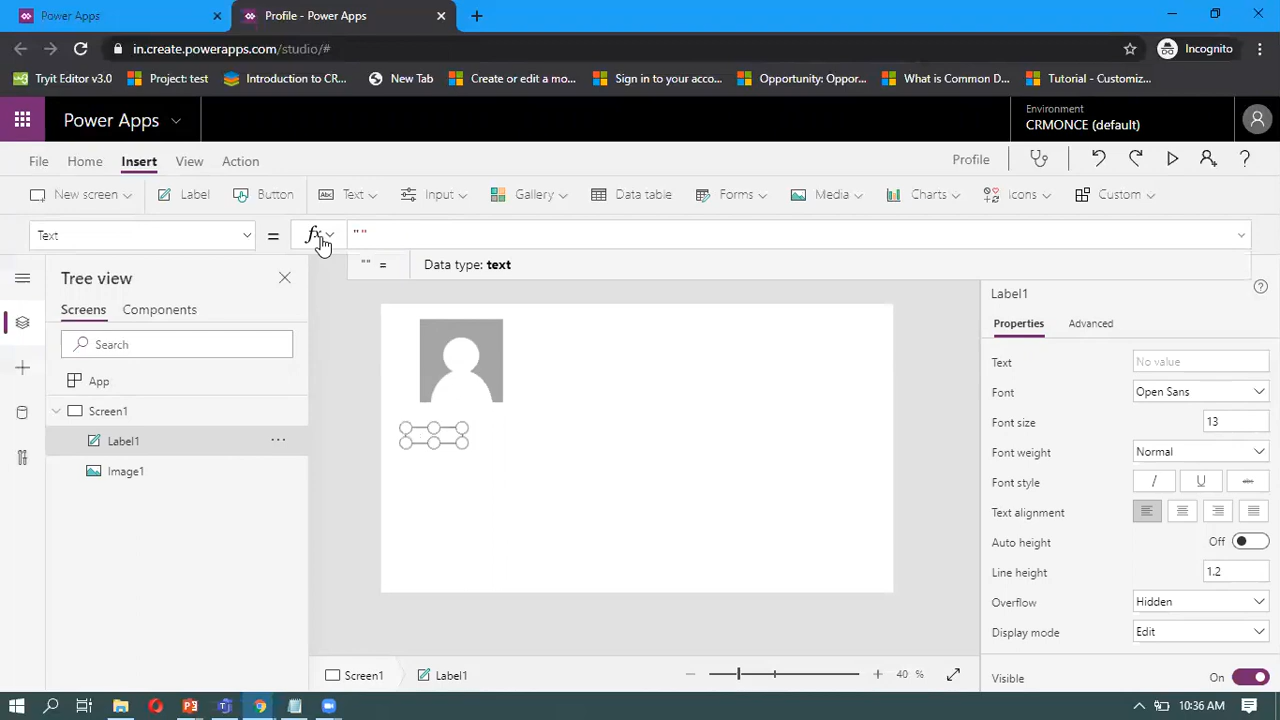 Power Apps
Profile - Power Apps
in.create.powerapps.com/studio/#
Incognito
Tryit Editor v3.0
Project: test
Introduction to CR...
New Tab
Create or edit a mo...
Sign in to your acco...
Opportunity: Oppor...
What is Common D...
Tutorial - Customiz...
Power Apps
Environment
CRMONCE (default)
File
Home
Insert
View
Action
Profile
New screen
Label
Button
Text
Input
Gallery
Data table
Forms
Media
Charts
Icons
Custom
Text
=
fx
""
"" =
Data type: text
Tree view
Screens
Components
Search
App
Screen1
Label1
...
Image1
Label1
Properties
Advanced
Text
No value
Font
Open Sans
Font size
13
Font weight
Normal
Font style
/ U abc
Text alignment
Auto height
Off
Line height
1.2
Overflow
Hidden
Display mode
Edit
Visible
On
Screen1
Label1
40 %
10:36 AM